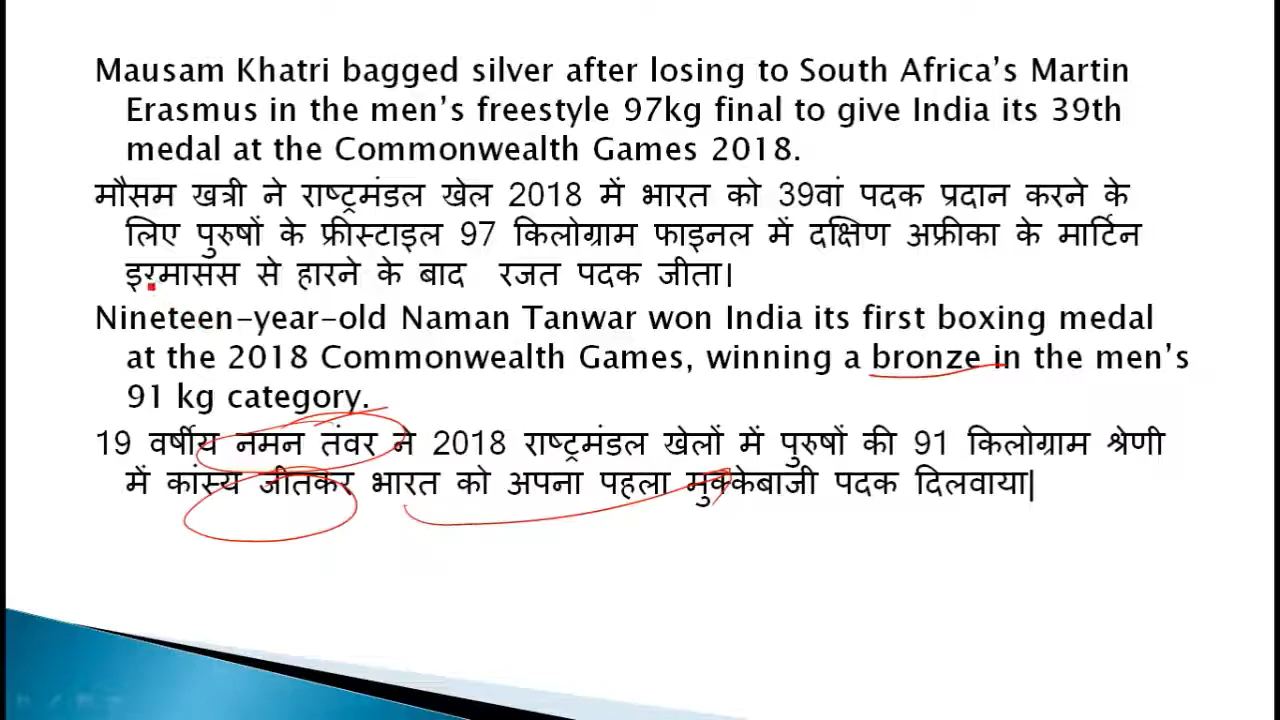 Mausam Khatri bagged silver after losing to South Africa’s Martin
Erasmus in the men’s freestyle 97kg final to give India its 39th
medal at the Commonwealth Games 2018.
मौसम खत्री ने राष्ट्रमंडल खेल 2018 में भारत को 39वां पदक प्रदान करने के
लिए पुरुषों के फ्रीस्टाइल 97 किलोग्राम फाइनल में दक्षिण अफ्रीका के मार्टिन
इरमासस से हारने के बाद रजत पदक जीता।
Nineteen-year-old Naman Tanwar won India its first boxing medal
at the 2018 Commonwealth Games, winning a bronze in the men’s
91 kg category.
19 वर्षीय नमन तंवर ने 2018 राष्ट्रमंडल खेलों में पुरुषों की 91 किलोग्राम श्रेणी
में कांस्य जीतकर भारत को अपना पहला मुक्केबाजी पदक दिलवाया|